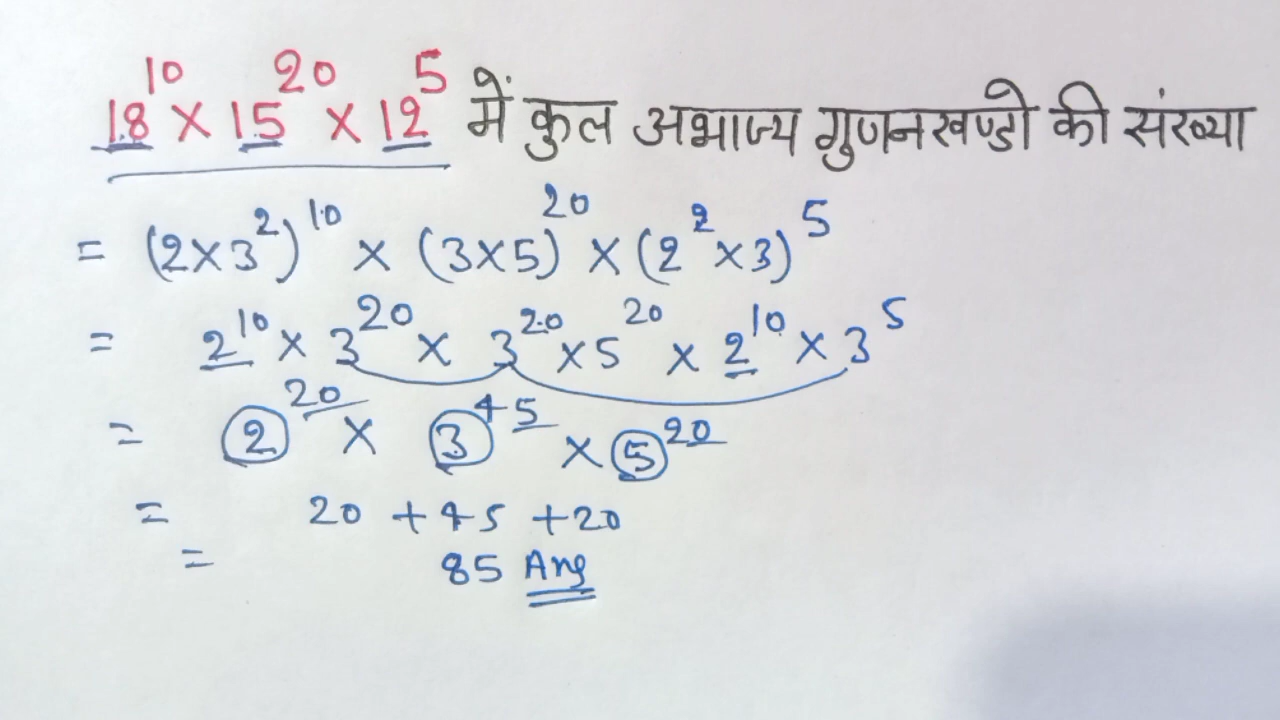 18^10 × 15^20 × 12^5 में कुल अभाज्य गुणनखण्डो की संख्या
= (2×3^2)^10 × (3×5)^20 × (2^2×3)^5
= 2^10 × 3^20 × 3^20 × 5^20 × 2^10 × 3^5
= 2^20 × 3^45 × 5^20
= 20 + 45 + 20
= 85 Ans